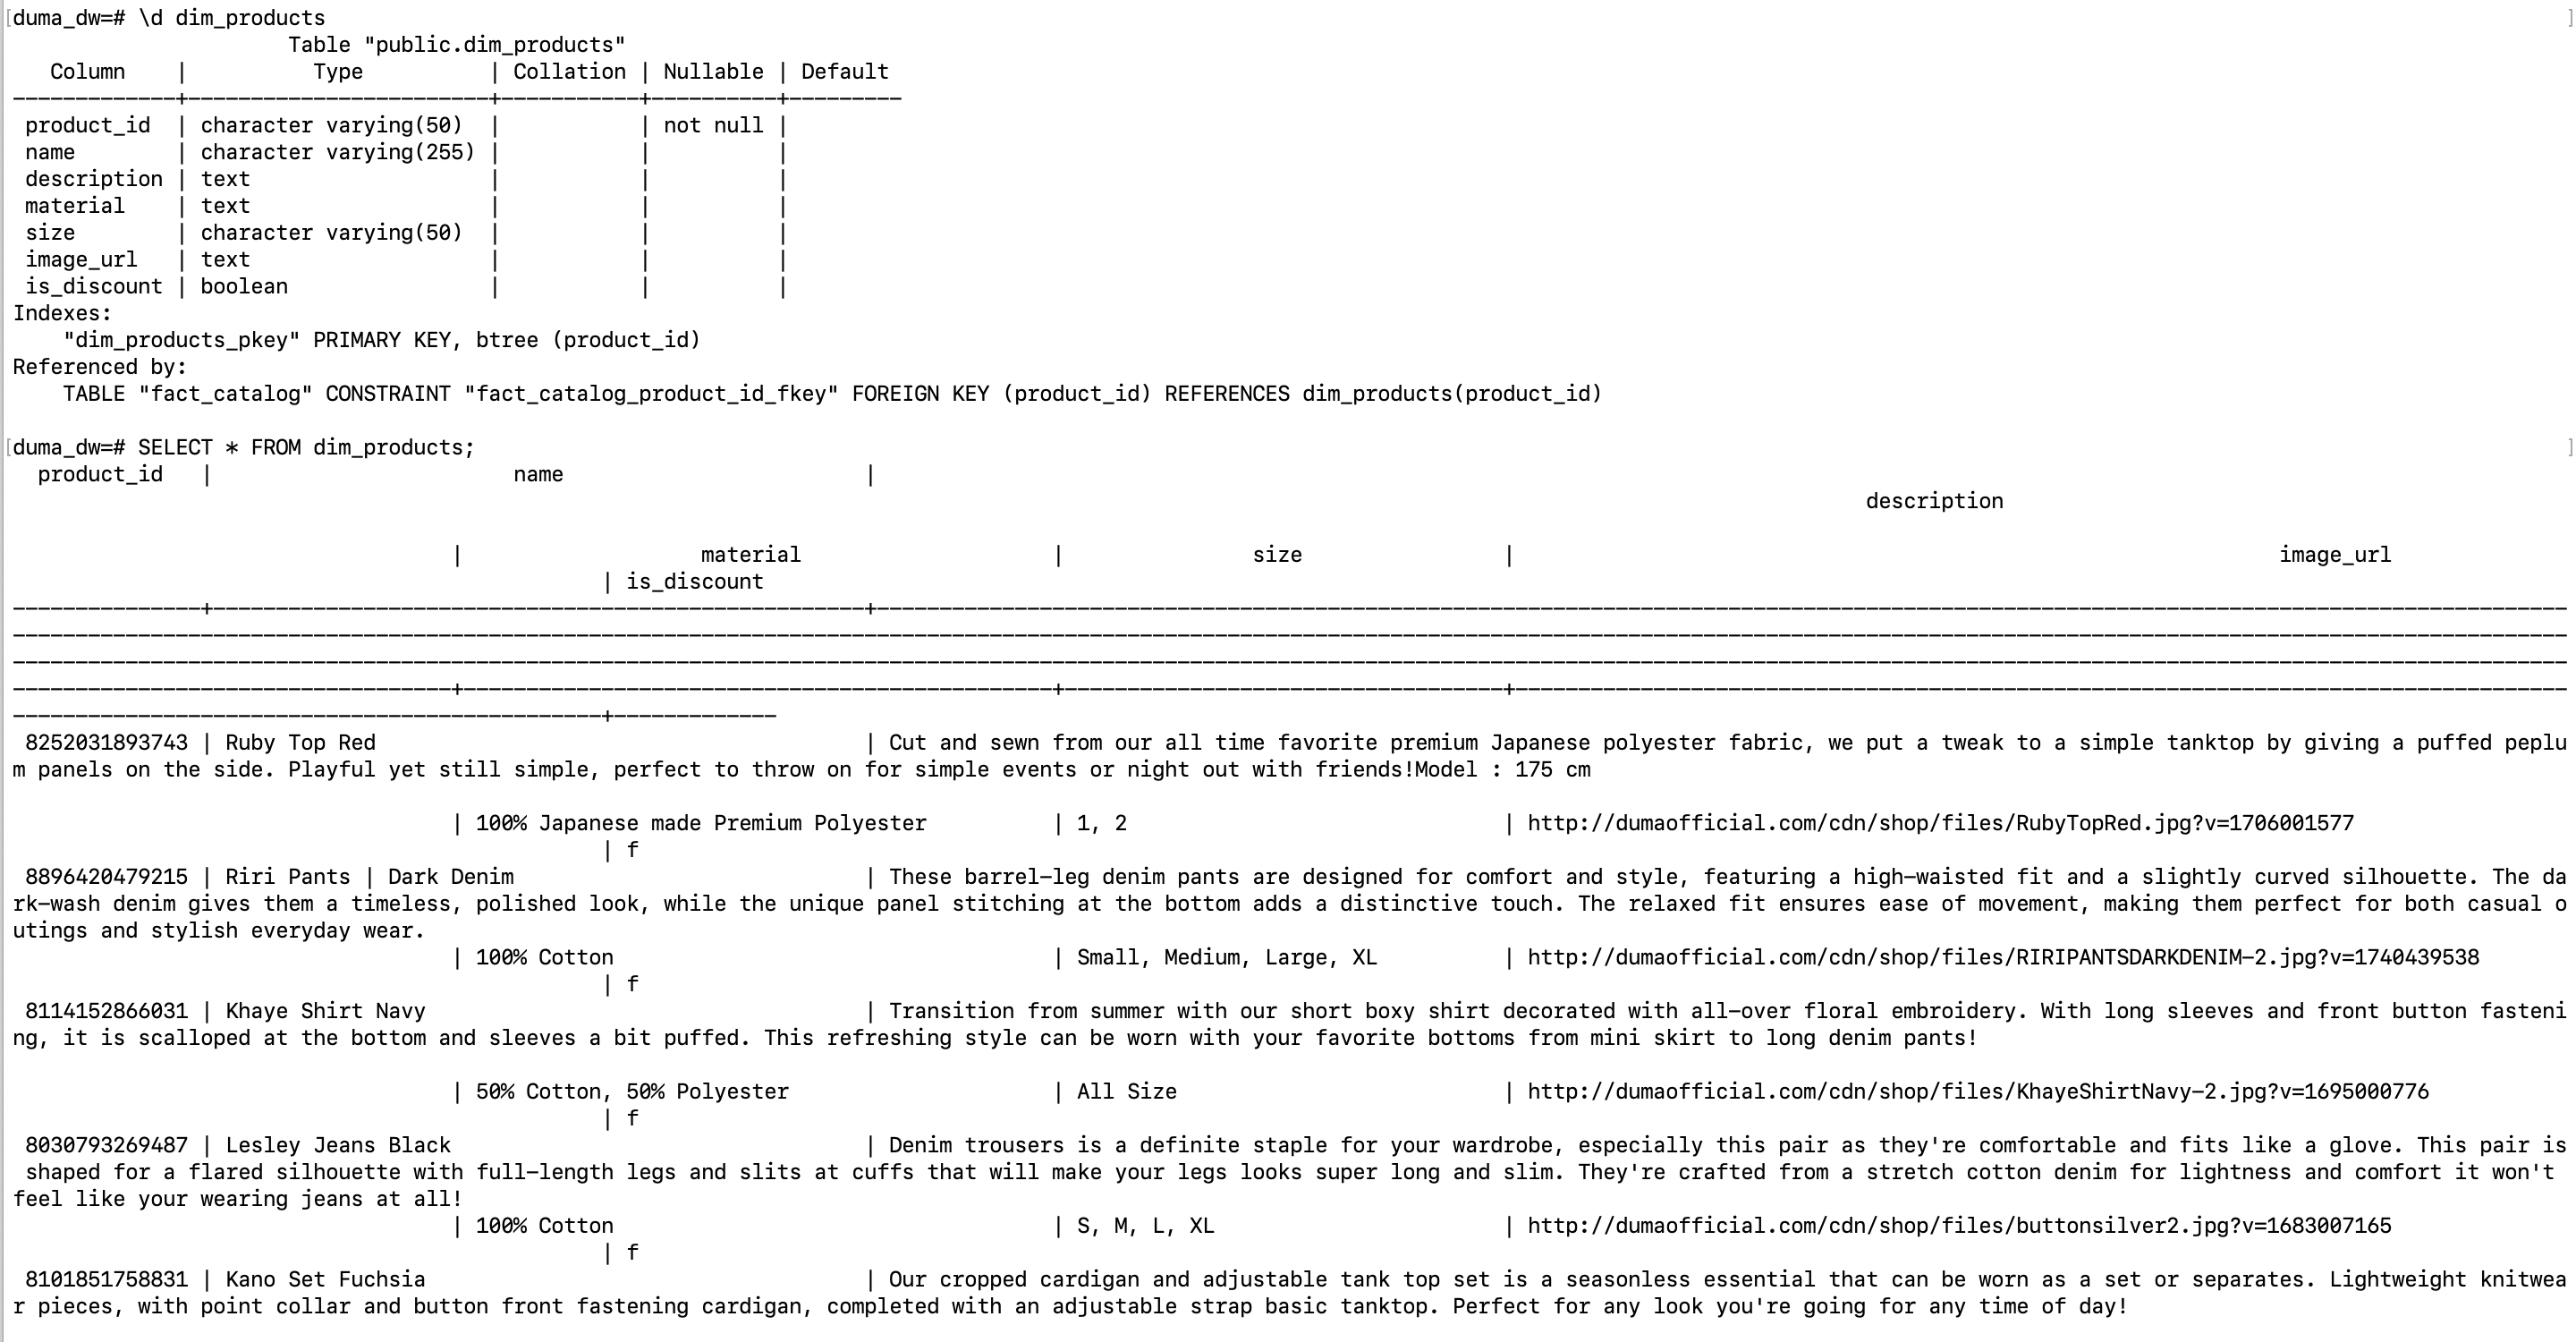 [duma_dw=# \d dim_products ]
Table "public.dim_products"
Column | Type | Collation | Nullable | Default
-------------+------------------------+-----------+----------+---------
product_id | character varying(50) | | not null |
name | character varying(255) | | |
description | text | | |
material | text | | |
size | character varying(50) | | |
image_url | text | | |
is_discount | boolean | | |
Indexes:
"dim_products_pkey" PRIMARY KEY, btree (product_id)
Referenced by:
TABLE "fact_catalog" CONSTRAINT "fact_catalog_product_id_fkey" FOREIGN KEY (product_id) REFERENCES dim_products(product_id)
[duma_dw=# SELECT * FROM dim_products; ]
product_id | name |
description
| material | size | image_url
| is_discount
8252031893743 | Ruby Top Red | Cut and sewn from our all time favorite premium Japanese polyester fabric, we put a tweak to a simple tanktop by giving a puffed peplu
m panels on the side. Playful yet still simple, perfect to throw on for simple events or night out with friends!Model : 175 cm
| 100% Japanese made Premium Polyester | 1, 2 | http://dumaofficial.com/cdn/shop/files/RubyTopRed.jpg?v=1706001577
| f
8896420479215 | Riri Pants | Dark Denim | These barrel-leg denim pants are designed for comfort and style, featuring a high-waisted fit and a slightly curved silhouette. The da
rk-wash denim gives them a timeless, polished look, while the unique panel stitching at the bottom adds a distinctive touch. The relaxed fit ensures ease of movement, making them perfect for both casual o
utings and stylish everyday wear.
| 100% Cotton | Small, Medium, Large, XL | http://dumaofficial.com/cdn/shop/files/RIRIPANTSDARKDENIM-2.jpg?v=1740439538
| f
8114152866031 | Khaye Shirt Navy | Transition from summer with our short boxy shirt decorated with all-over floral embroidery. With long sleeves and front button fasteni
ng, it is scalloped at the bottom and sleeves a bit puffed. This refreshing style can be worn with your favorite bottoms from mini skirt to long denim pants!
| 50% Cotton, 50% Polyester | All Size | http://dumaofficial.com/cdn/shop/files/KhayeShirtNavy-2.jpg?v=1695000776
| f
8030793269487 | Lesley Jeans Black | Denim trousers is a definite staple for your wardrobe, especially this pair as they're comfortable and fits like a glove. This pair is
shaped for a flared silhouette with full-length legs and slits at cuffs that will make your legs looks super long and slim. They're crafted from a stretch cotton denim for lightness and comfort it won't
feel like your wearing jeans at all!
| 100% Cotton | S, M, L, XL | http://dumaofficial.com/cdn/shop/files/buttonsilver2.jpg?v=1683007165
| f
8101851758831 | Kano Set Fuchsia | Our cropped cardigan and adjustable tank top set is a seasonless essential that can be worn as a set or separates. Lightweight knitwea
r pieces, with point collar and button front fastening cardigan, completed with an adjustable strap basic tanktop. Perfect for any look you're going for any time of day!